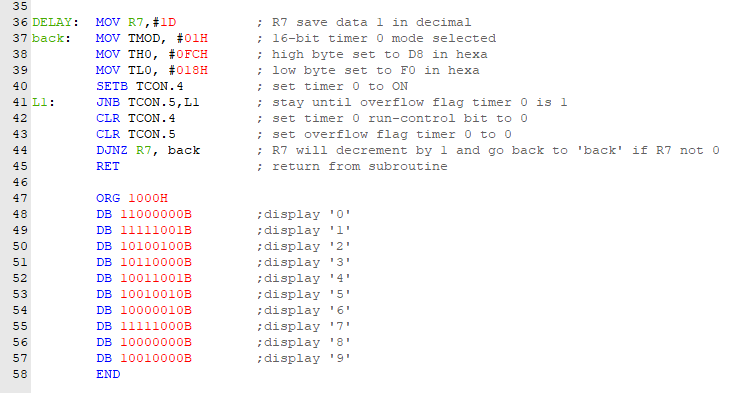 35
36 DELAY: MOV R7,#1D ; R7 save data 1 in decimal
37 back: MOV TMOD, #01H ; 16-bit timer 0 mode selected
38 MOV TH0, #0FCH ; high byte set to D8 in hexa
39 MOV TL0, #018H ; low byte set to F0 in hexa
40 SETB TCON.4 ; set timer 0 to ON
41 L1: JNB TCON.5,L1 ; stay until overflow flag timer 0 is 1
42 CLR TCON.4 ; set timer 0 run-control bit to 0
43 CLR TCON.5 ; set overflow flag timer 0 to 0
44 DJNZ R7, back ; R7 will decrement by 1 and go back to 'back' if R7 not 0
45 RET ; return from subroutine
46
47 ORG 1000H
48 DB 11000000B ;display '0'
49 DB 11111001B ;display '1'
50 DB 10100100B ;display '2'
51 DB 10110000B ;display '3'
52 DB 10011001B ;display '4'
53 DB 10010010B ;display '5'
54 DB 10000010B ;display '6'
55 DB 11111000B ;display '7'
56 DB 10000000B ;display '8'
57 DB 10010000B ;display '9'
58 END